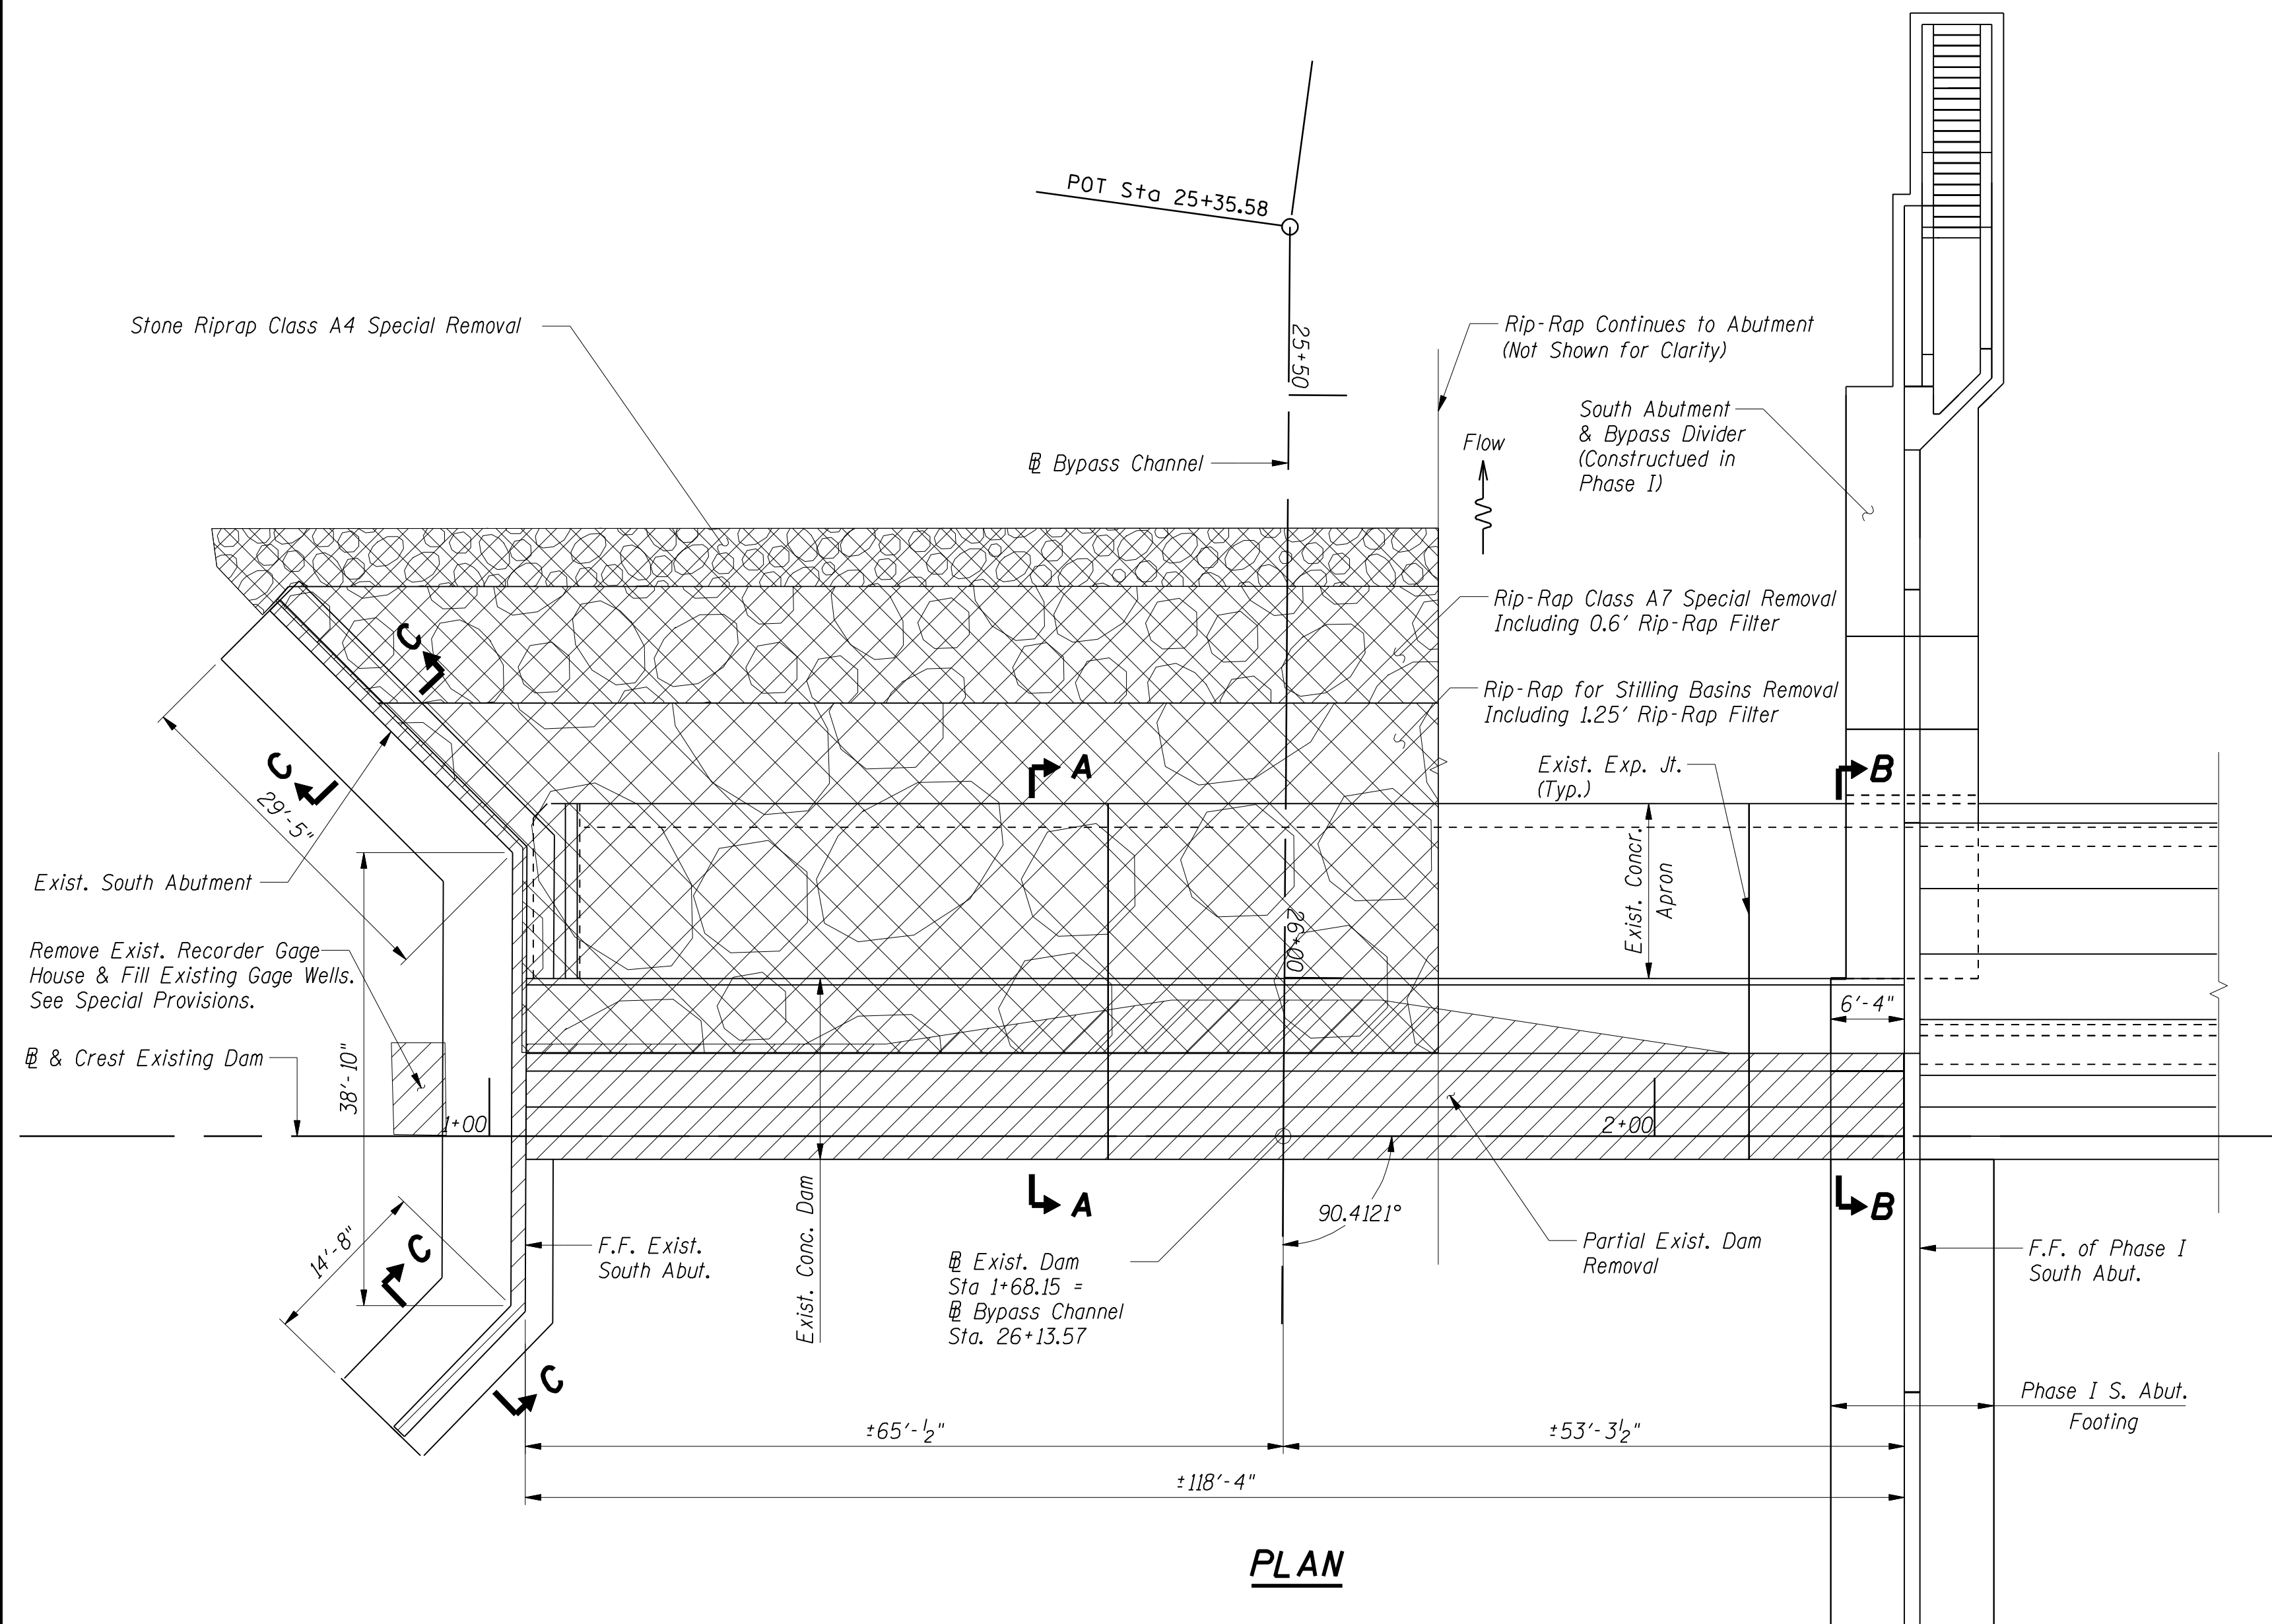 POT Sta 25+35.58
Stone Riprap Class A4 Special Removal
25+50
Rip-Rap Continues to Abutment
(Not Shown for Clarity)
South Abutment
& Bypass Divider
(Constructued in
Phase I)
Flow
℄ Bypass Channel
Rip-Rap Class A7 Special Removal
Including 0.6' Rip-Rap Filter
C
Rip-Rap for Stilling Basins Removal
Including 1.25' Rip-Rap Filter
C
A
Exist. Exp. Jt.
(Typ.)
B
29'-5"
Exist. South Abutment
Exist. Concr.
Apron
26+00
Remove Exist. Recorder Gage
House & Fill Existing Gage Wells.
See Special Provisions.
6'-4"
℄ & Crest Existing Dam
38'-10"
1+00
2+00
A
B
90.4121°
14'-8"
C
F.F. Exist.
South Abut.
Exist. Conc. Dam
℄ Exist. Dam
Sta 1+68.15 =
℄ Bypass Channel
Sta. 26+13.57
Partial Exist. Dam
Removal
F.F. of Phase I
South Abut.
C
Phase I S. Abut.
Footing
±65'-½"
±53'-3½"
±118'-4"
PLAN